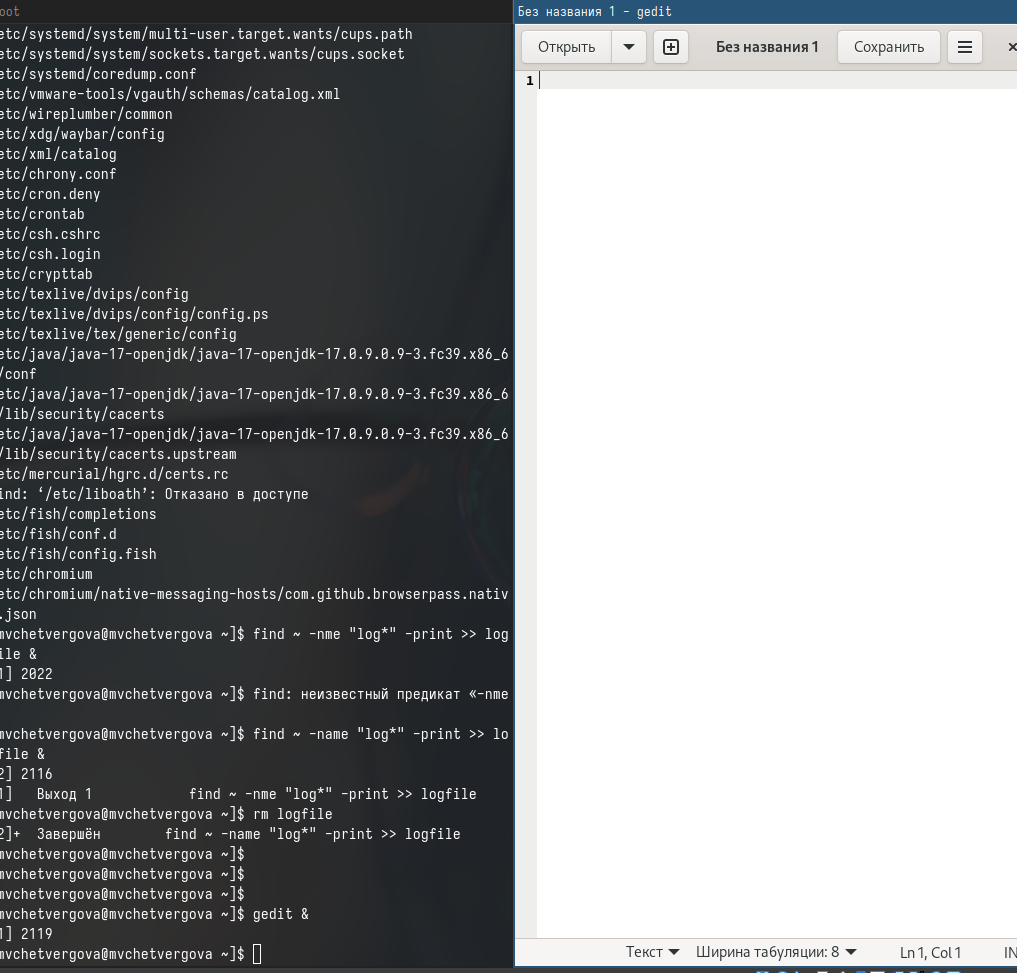 oot
etc/systemd/system/multi-user.target.wants/cups.path
etc/systemd/system/sockets.target.wants/cups.socket
etc/systemd/coredump.conf
etc/vmware-tools/vgauth/schemas/catalog.xml
etc/wireplumber/common
etc/xdg/waybar/config
etc/xml/catalog
etc/chrony.conf
etc/cron.deny
etc/crontab
etc/csh.cshrc
etc/csh.login
etc/crypttab
etc/texlive/dvips/config
etc/texlive/dvips/config/config.ps
etc/texlive/tex/generic/config
etc/java/java-17-openjdk/java-17-openjdk-17.0.9.0.9-3.fc39.x86_6
/conf
etc/java/java-17-openjdk/java-17-openjdk-17.0.9.0.9-3.fc39.x86_6
/lib/security/cacerts
etc/java/java-17-openjdk/java-17-openjdk-17.0.9.0.9-3.fc39.x86_6
/lib/security/cacerts.upstream
etc/mercurial/hgrc.d/certs.rc
ind: ‘/etc/liboath’: Отказано в доступе
etc/fish/completions
etc/fish/conf.d
etc/fish/config.fish
etc/chromium
etc/chromium/native-messaging-hosts/com.github.browserpass.nativ
.json
mvchetvergova@mvchetvergova ~]$ find ~ -nme "log*" -print >> log
ile &
1] 2022
mvchetvergova@mvchetvergova ~]$ find: неизвестный предикат «-nme
mvchetvergova@mvchetvergova ~]$ find ~ -name "log*" -print >> lo
file &
2] 2116
1]   Выход 1            find ~ -nme "log*" -print >> logfile
mvchetvergova@mvchetvergova ~]$ rm logfile
2]+  Завершён        find ~ -name "log*" -print >> logfile
mvchetvergova@mvchetvergova ~]$
mvchetvergova@mvchetvergova ~]$
mvchetvergova@mvchetvergova ~]$
mvchetvergova@mvchetvergova ~]$ gedit &
1] 2119
mvchetvergova@mvchetvergova ~]$
Без названия 1 - gedit
Открыть
Без названия 1
Сохранить
1
Текст
Ширина табуляции: 8
Ln 1, Col 1
IN